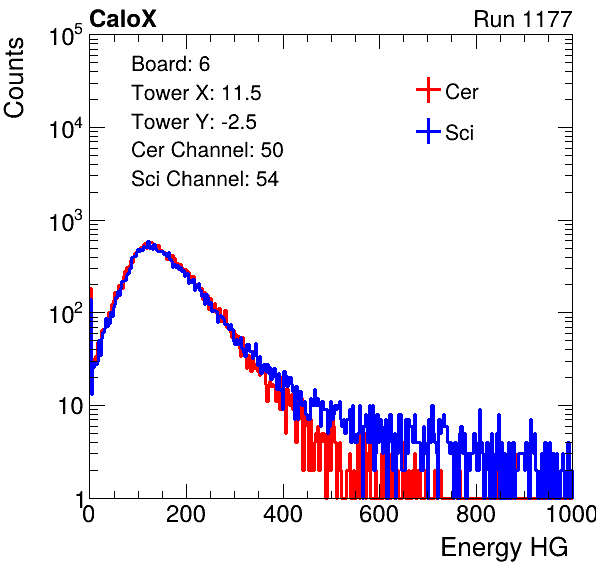 CaloX Run 1177
Counts
Board: 6
Tower X: 11.5
Tower Y: -2.5
Cer Channel: 50
Sci Channel: 54
Cer
Sci
10^5
10^4
10^3
10^2
10
1
0 200 400 600 800 1000
Energy HG